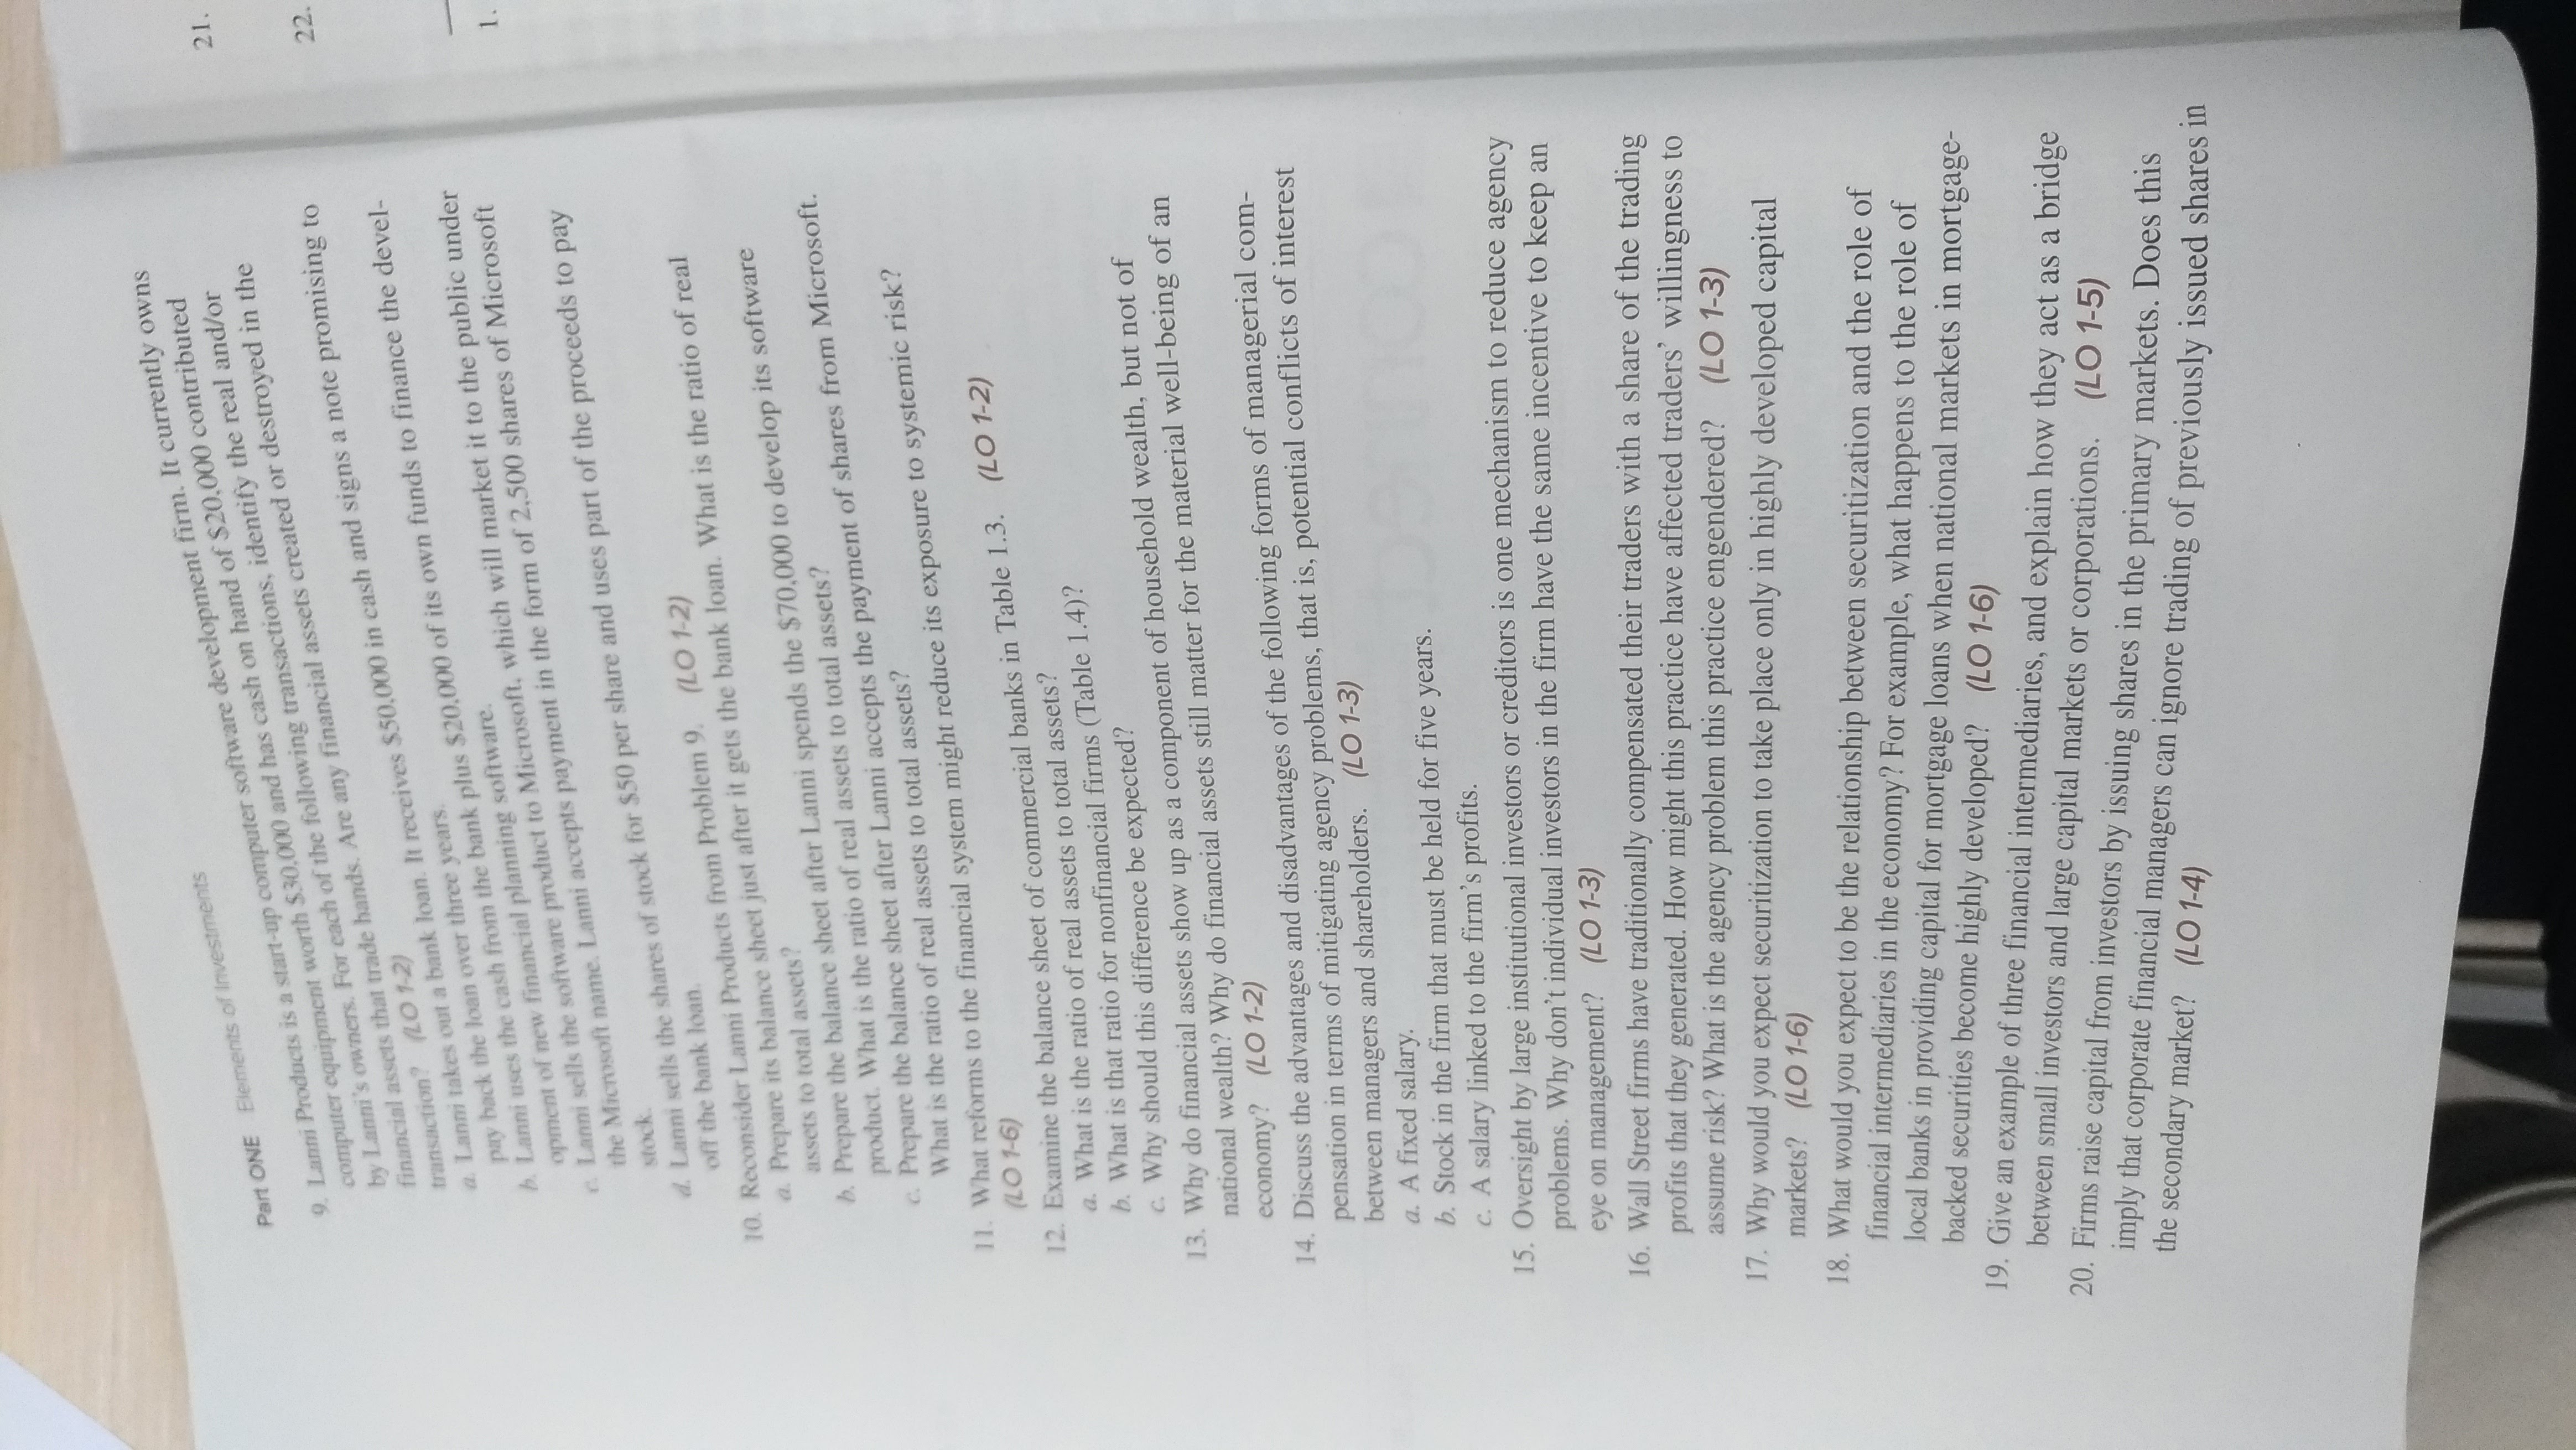 Part ONE Elements of Investments
9. Lanni Products is a start-up computer software development firm. It currently owns
computer equipment worth $30,000 and has cash on hand of $20,000 contributed
by Lanni's owners. For each of the following transactions, identify the real and/or
financial assets that trade hands. Are any financial assets created or destroyed in the
transaction? (LO 1-2)
a. Lanni takes out a bank loan. It receives $50,000 in cash and signs a note promising to
pay back the loan over three years.
b. Lanni uses the cash from the bank plus $20,000 of its own funds to finance the devel-
opment of new financial planning software.
c. Lanni sells the software product to Microsoft, which will market it to the public under
the Microsoft name. Lanni accepts payment in the form of 2,500 shares of Microsoft
stock.
d. Lanni sells the shares of stock for $50 per share and uses part of the proceeds to pay
off the bank loan.
10. Reconsider Lanni Products from Problem 9. (LO 1-2)
a. Prepare its balance sheet just after it gets the bank loan. What is the ratio of real
assets to total assets?
b. Prepare the balance sheet after Lanni spends the $70,000 to develop its software
product. What is the ratio of real assets to total assets?
c. Prepare the balance sheet after Lanni accepts the payment of shares from Microsoft.
What is the ratio of real assets to total assets?
11. What reforms to the financial system might reduce its exposure to systemic risk?
(LO 1-6)
12. Examine the balance sheet of commercial banks in Table 1.3. (LO 1-2)
a. What is the ratio of real assets to total assets?
b. What is that ratio for nonfinancial firms (Table 1.4)?
c. Why should this difference be expected?
13. Why do financial assets show up as a component of household wealth, but not of
national wealth? Why do financial assets still matter for the material well-being of an
economy? (LO 1-2)
14. Discuss the advantages and disadvantages of the following forms of managerial com-
pensation in terms of mitigating agency problems, that is, potential conflicts of interest
between managers and shareholders. (LO 1-3)
a. A fixed salary.
b. Stock in the firm that must be held for five years.
c. A salary linked to the firm's profits.
15. Oversight by large institutional investors or creditors is one mechanism to reduce agency
problems. Why don't individual investors in the firm have the same incentive to keep an
eye on management? (LO 1-3)
16. Wall Street firms have traditionally compensated their traders with a share of the trading
profits that they generated. How might this practice have affected traders' willingness to
assume risk? What is the agency problem this practice engendered? (LO 1-3)
17. Why would you expect securitization to take place only in highly developed capital
markets? (LO 1-6)
18. What would you expect to be the relationship between securitization and the role of
financial intermediaries in the economy? For example, what happens to the role of
local banks in providing capital for mortgage loans when national markets in mortgage-
backed securities become highly developed? (LO 1-6)
19. Give an example of three financial intermediaries, and explain how they act as a bridge
between small investors and large capital markets or corporations. (LO 1-5)
20. Firms raise capital from investors by issuing shares in the primary markets. Does this
imply that corporate financial managers can ignore trading of previously issued shares in
the secondary market? (LO 1-4)
21.
22.
1.